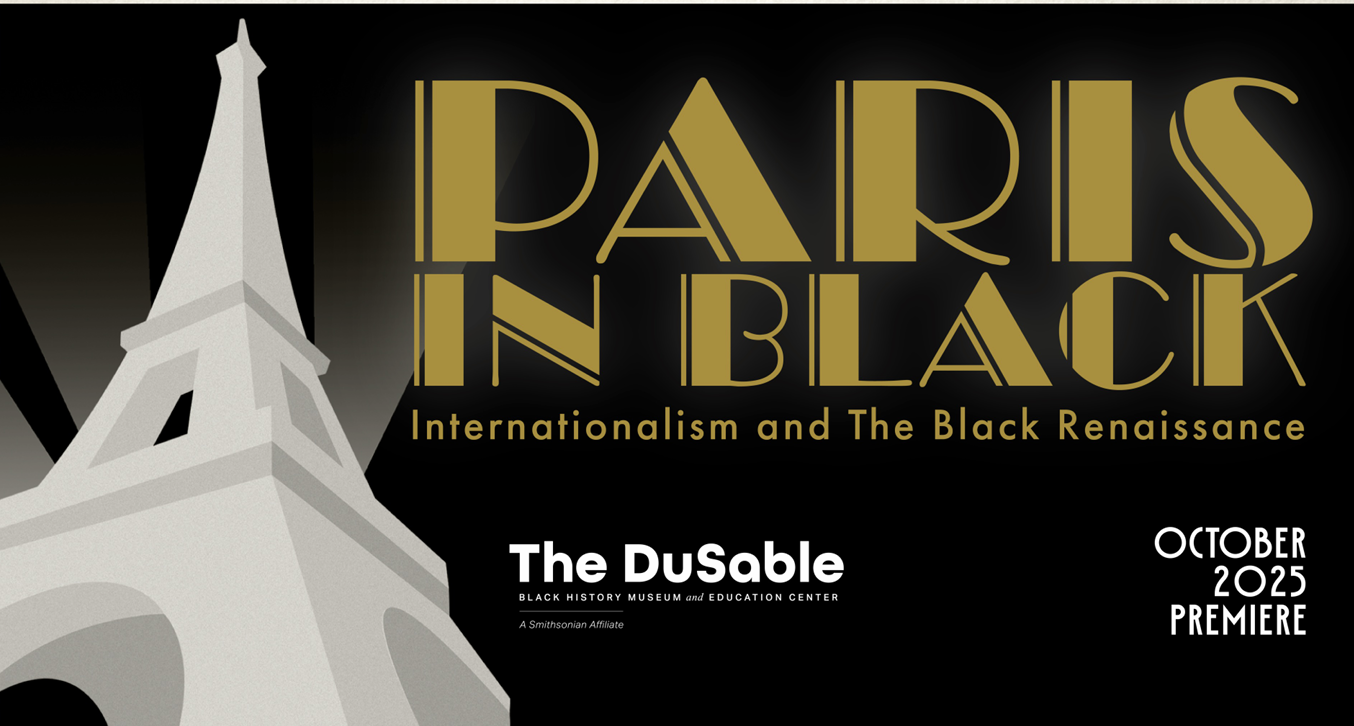 PARIS
IN BLACK
Internationalism and The Black Renaissance
The DuSable
BLACK HISTORY MUSEUM and EDUCATION CENTER
A Smithsonian Affiliate
OCTOBER
2025
PREMIERE